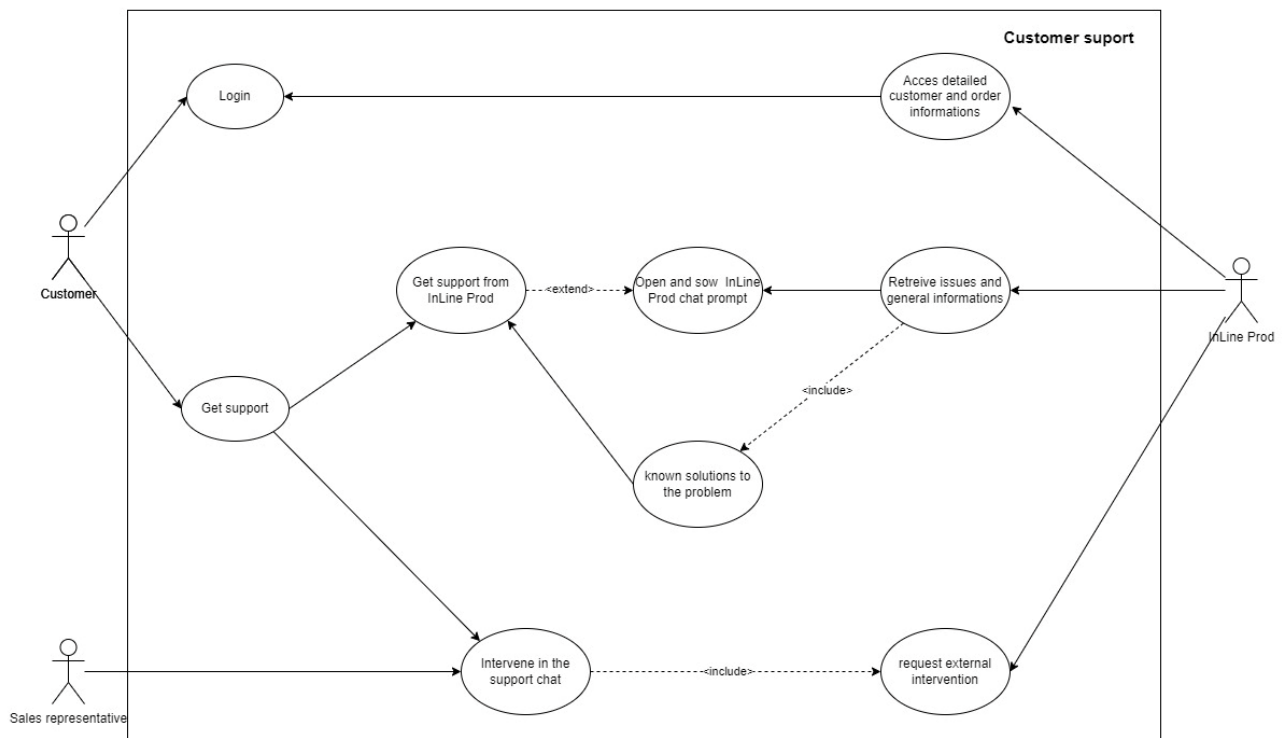 Customer suport
Login
Acces detailed
customer and order
informations
Customer
Get support from
InLine Prod
<extend>
Open and sow InLine
Prod chat prompt
Retreive issues and
general informations
InLine Prod
<include>
Get support
known solutions to
the problem
Sales representative
Intervene in the
support chat
<include>
request external
intervention